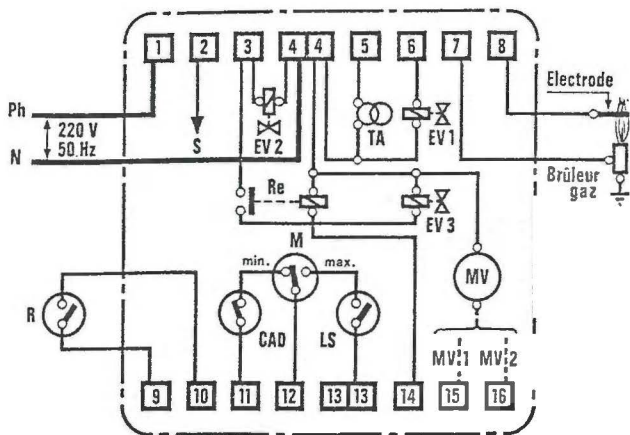 1 2 3 4 4 5 6 7 8
Electrode
Ph
220 V
50.Hz
N
S
EV 2
TA
EV 1
Brûleur
gaz
Re
EV 3
M
min. max.
MV
R
CAD LS
MV 1 MV 2
9 10 11 12 13 13 14 15 16